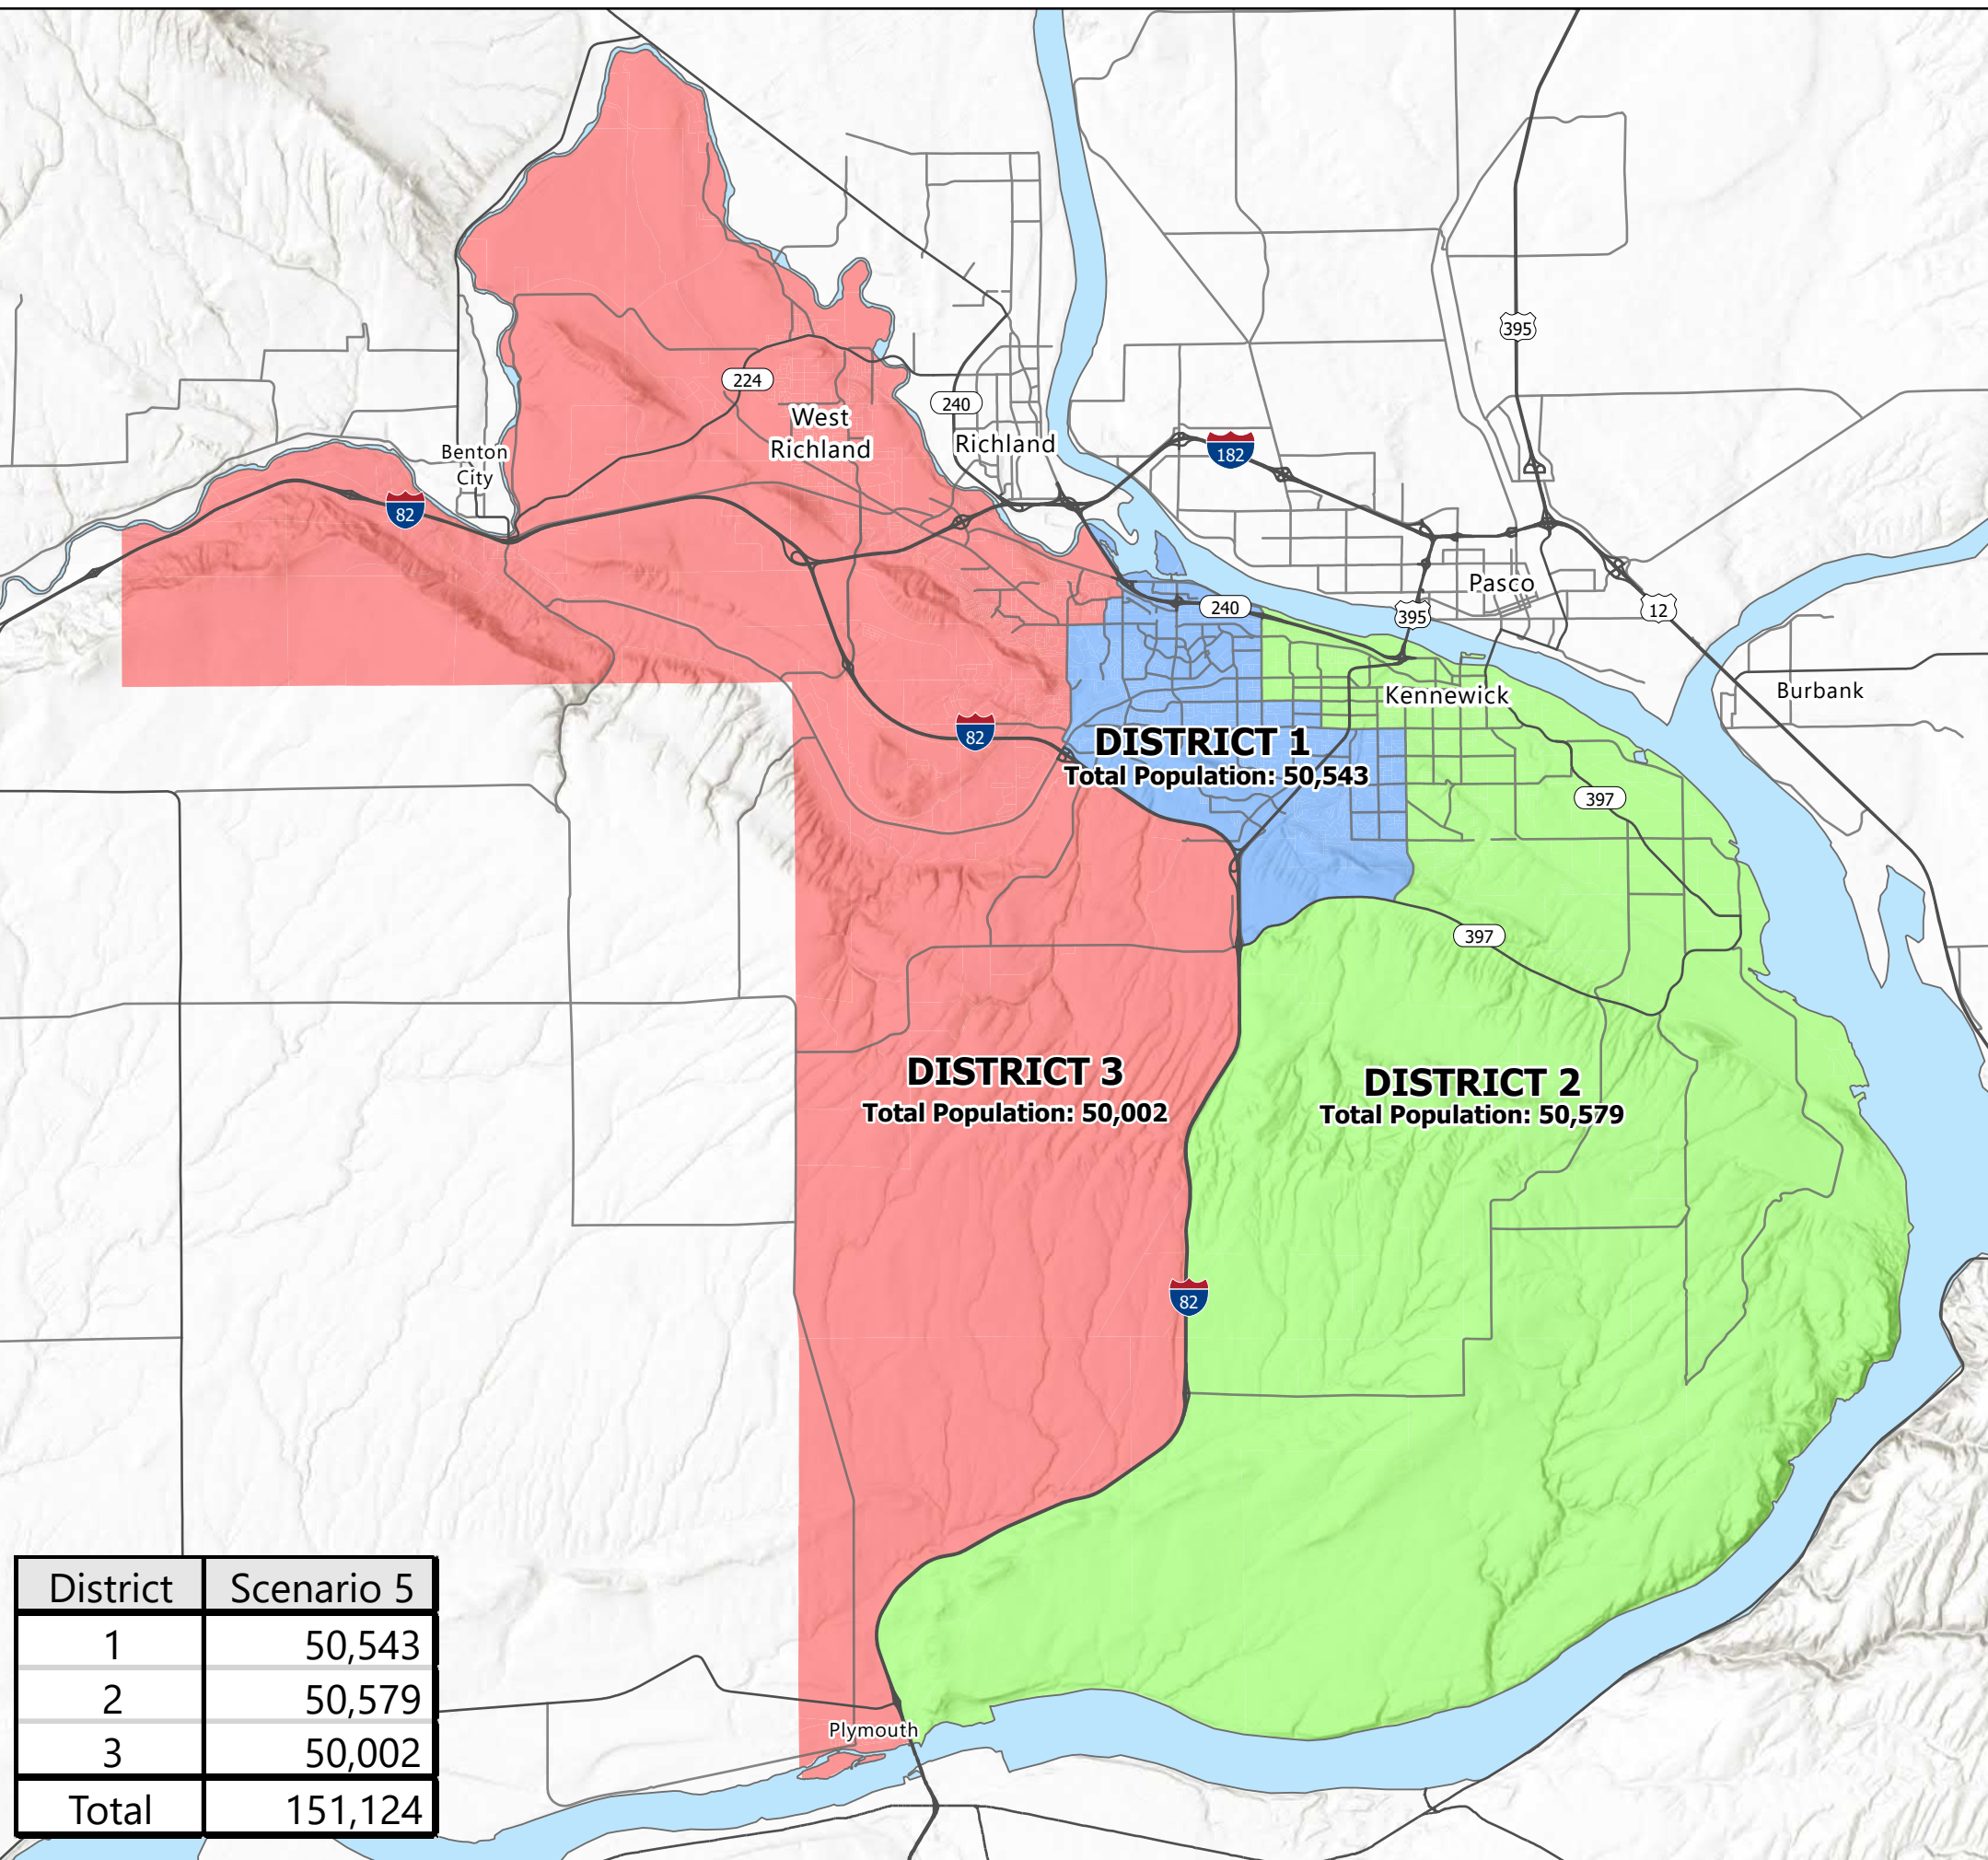 395
224
240
West
Richland
Richland
Benton
City
182
82
Pasco
240
395
12
Kennewick
Burbank
82
DISTRICT 1
Total Population: 50,543
397
397
DISTRICT 3
Total Population: 50,002
DISTRICT 2
Total Population: 50,579
82
District Scenario 5
1 50,543
2 50,579
3 50,002
Total 151,124
Plymouth